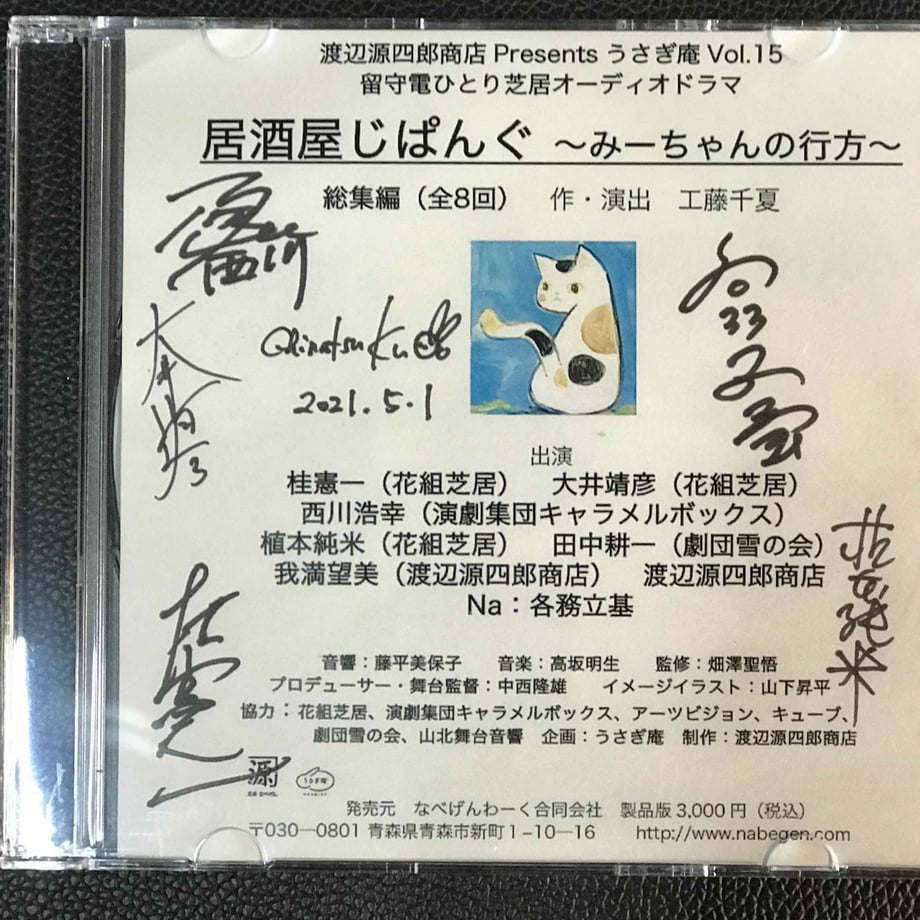 渡辺源四郎商店 Presents うさぎ庵 Vol.15
留守電ひとり芝居オーディオドラマ
居酒屋じぱんぐ ～みーちゃんの行方～
総集編（全8回） 作・演出 工藤千夏
Chinatsu Kudo
2021.5.1
出演
桂憲一（花組芝居） 大井靖彦（花組芝居）
西川浩幸（演劇集団キャラメルボックス）
植本純米（花組芝居） 田中耕一（劇団雪の会）
我満望美（渡辺源四郎商店） 渡辺源四郎商店
Na：各務立基
音響：藤平美保子 音楽：高坂明生 監修：畑澤聖悟
プロデューサー・舞台監督：中西隆雄 イメージイラスト：山下昇平
協力：花組芝居、演劇集団キャラメルボックス、アーツビジョン、キューブ、
劇団雪の会、山北舞台音響 企画：うさぎ庵 制作：渡辺源四郎商店
源
うさぎ庵
発売元 なべげんわーく合同会社 製品版 3,000 円（税込）
〒030—0801 青森県青森市新町 1－10—16 http://www.nabegen.com/